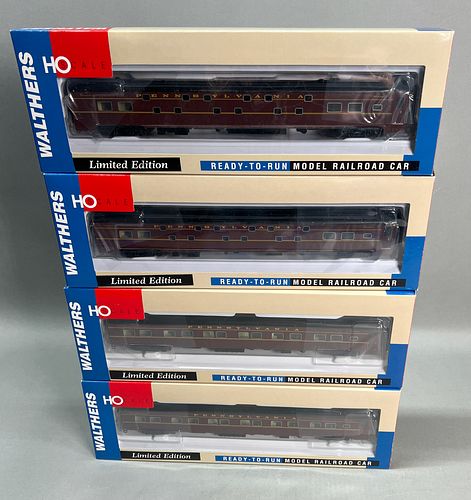 WALTHERS
HO SCALE
PENNSYLVANIA
Limited Edition
READY-TO-RUN MODEL RAILROAD CAR
WALTHERS
HO SCALE
PENNSYLVANIA
Limited Edition
READY-TO-RUN MODEL RAILROAD CAR
WALTHERS
HO
PENNSYLVANIA
Limited Edition
READY-TO-RUN MODEL RAILROAD CAR
WALTHERS
HO SCALE
PENNSYLVANIA
Limited Edition
READY-TO-RUN MODEL RAILROAD CAR